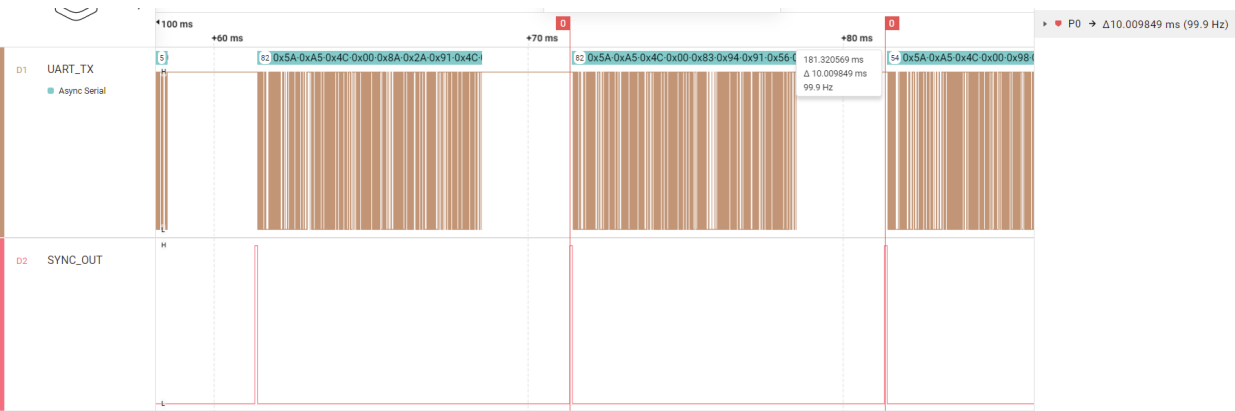 100 ms
0
0
P0 → Δ10.009849 ms (99.9 Hz)
+60 ms
+70 ms
+80 ms
D1 UART_TX
Async Serial
5
82 0x5A·0xA5·0x4C·0x00·0x8A·0x2A·0x91·0x4C·
82 0x5A·0xA5·0x4C·0x00·0x83·0x94·0x91·0x56·
54 0x5A·0xA5·0x4C·0x00·0x98·
181.320569 ms
Δ 10.009849 ms
99.9 Hz
H
L
D2 SYNC_OUT
H
L